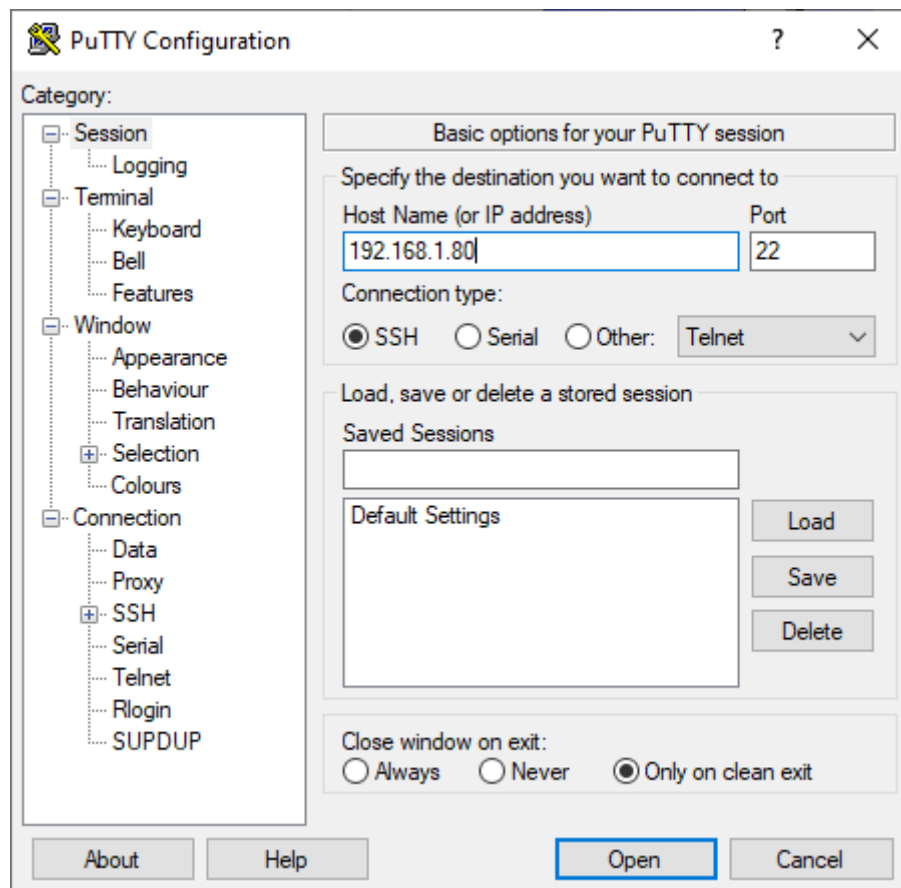 PuTTY Configuration
?
Category:
Session
Logging
Terminal
Keyboard
Bell
Features
Window
Appearance
Behaviour
Translation
Selection
Colours
Connection
Data
Proxy
SSH
Serial
Telnet
Rlogin
SUPDUP
Basic options for your PuTTY session
Specify the destination you want to connect to
Host Name (or IP address) Port
192.168.1.80 22
Connection type:
SSH Serial Other: Telnet
Load, save or delete a stored session
Saved Sessions
Default Settings
Load
Save
Delete
Close window on exit:
Always Never Only on clean exit
About Help Open Cancel